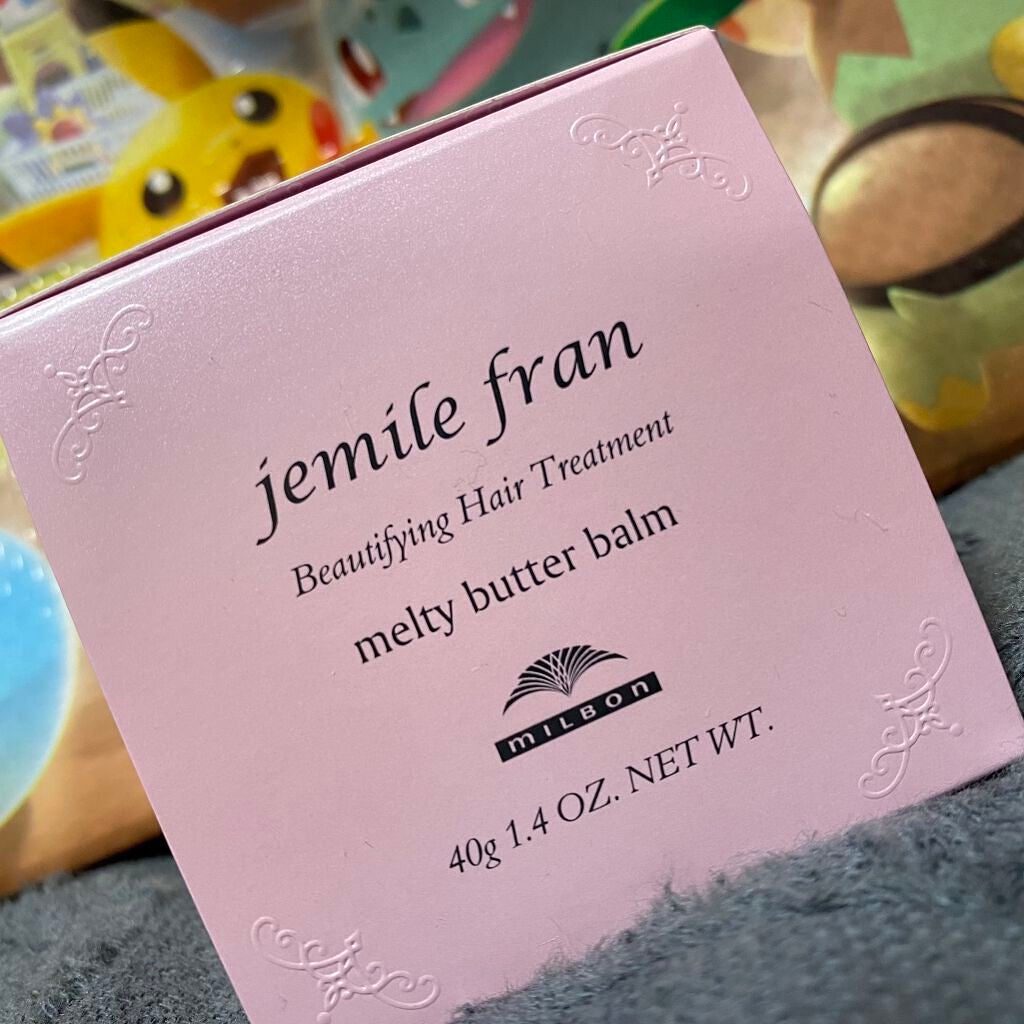 jemile fran
Beautifying Hair Treatment
melty butter balm
mILBON
40g 1.4 OZ. NET WT.